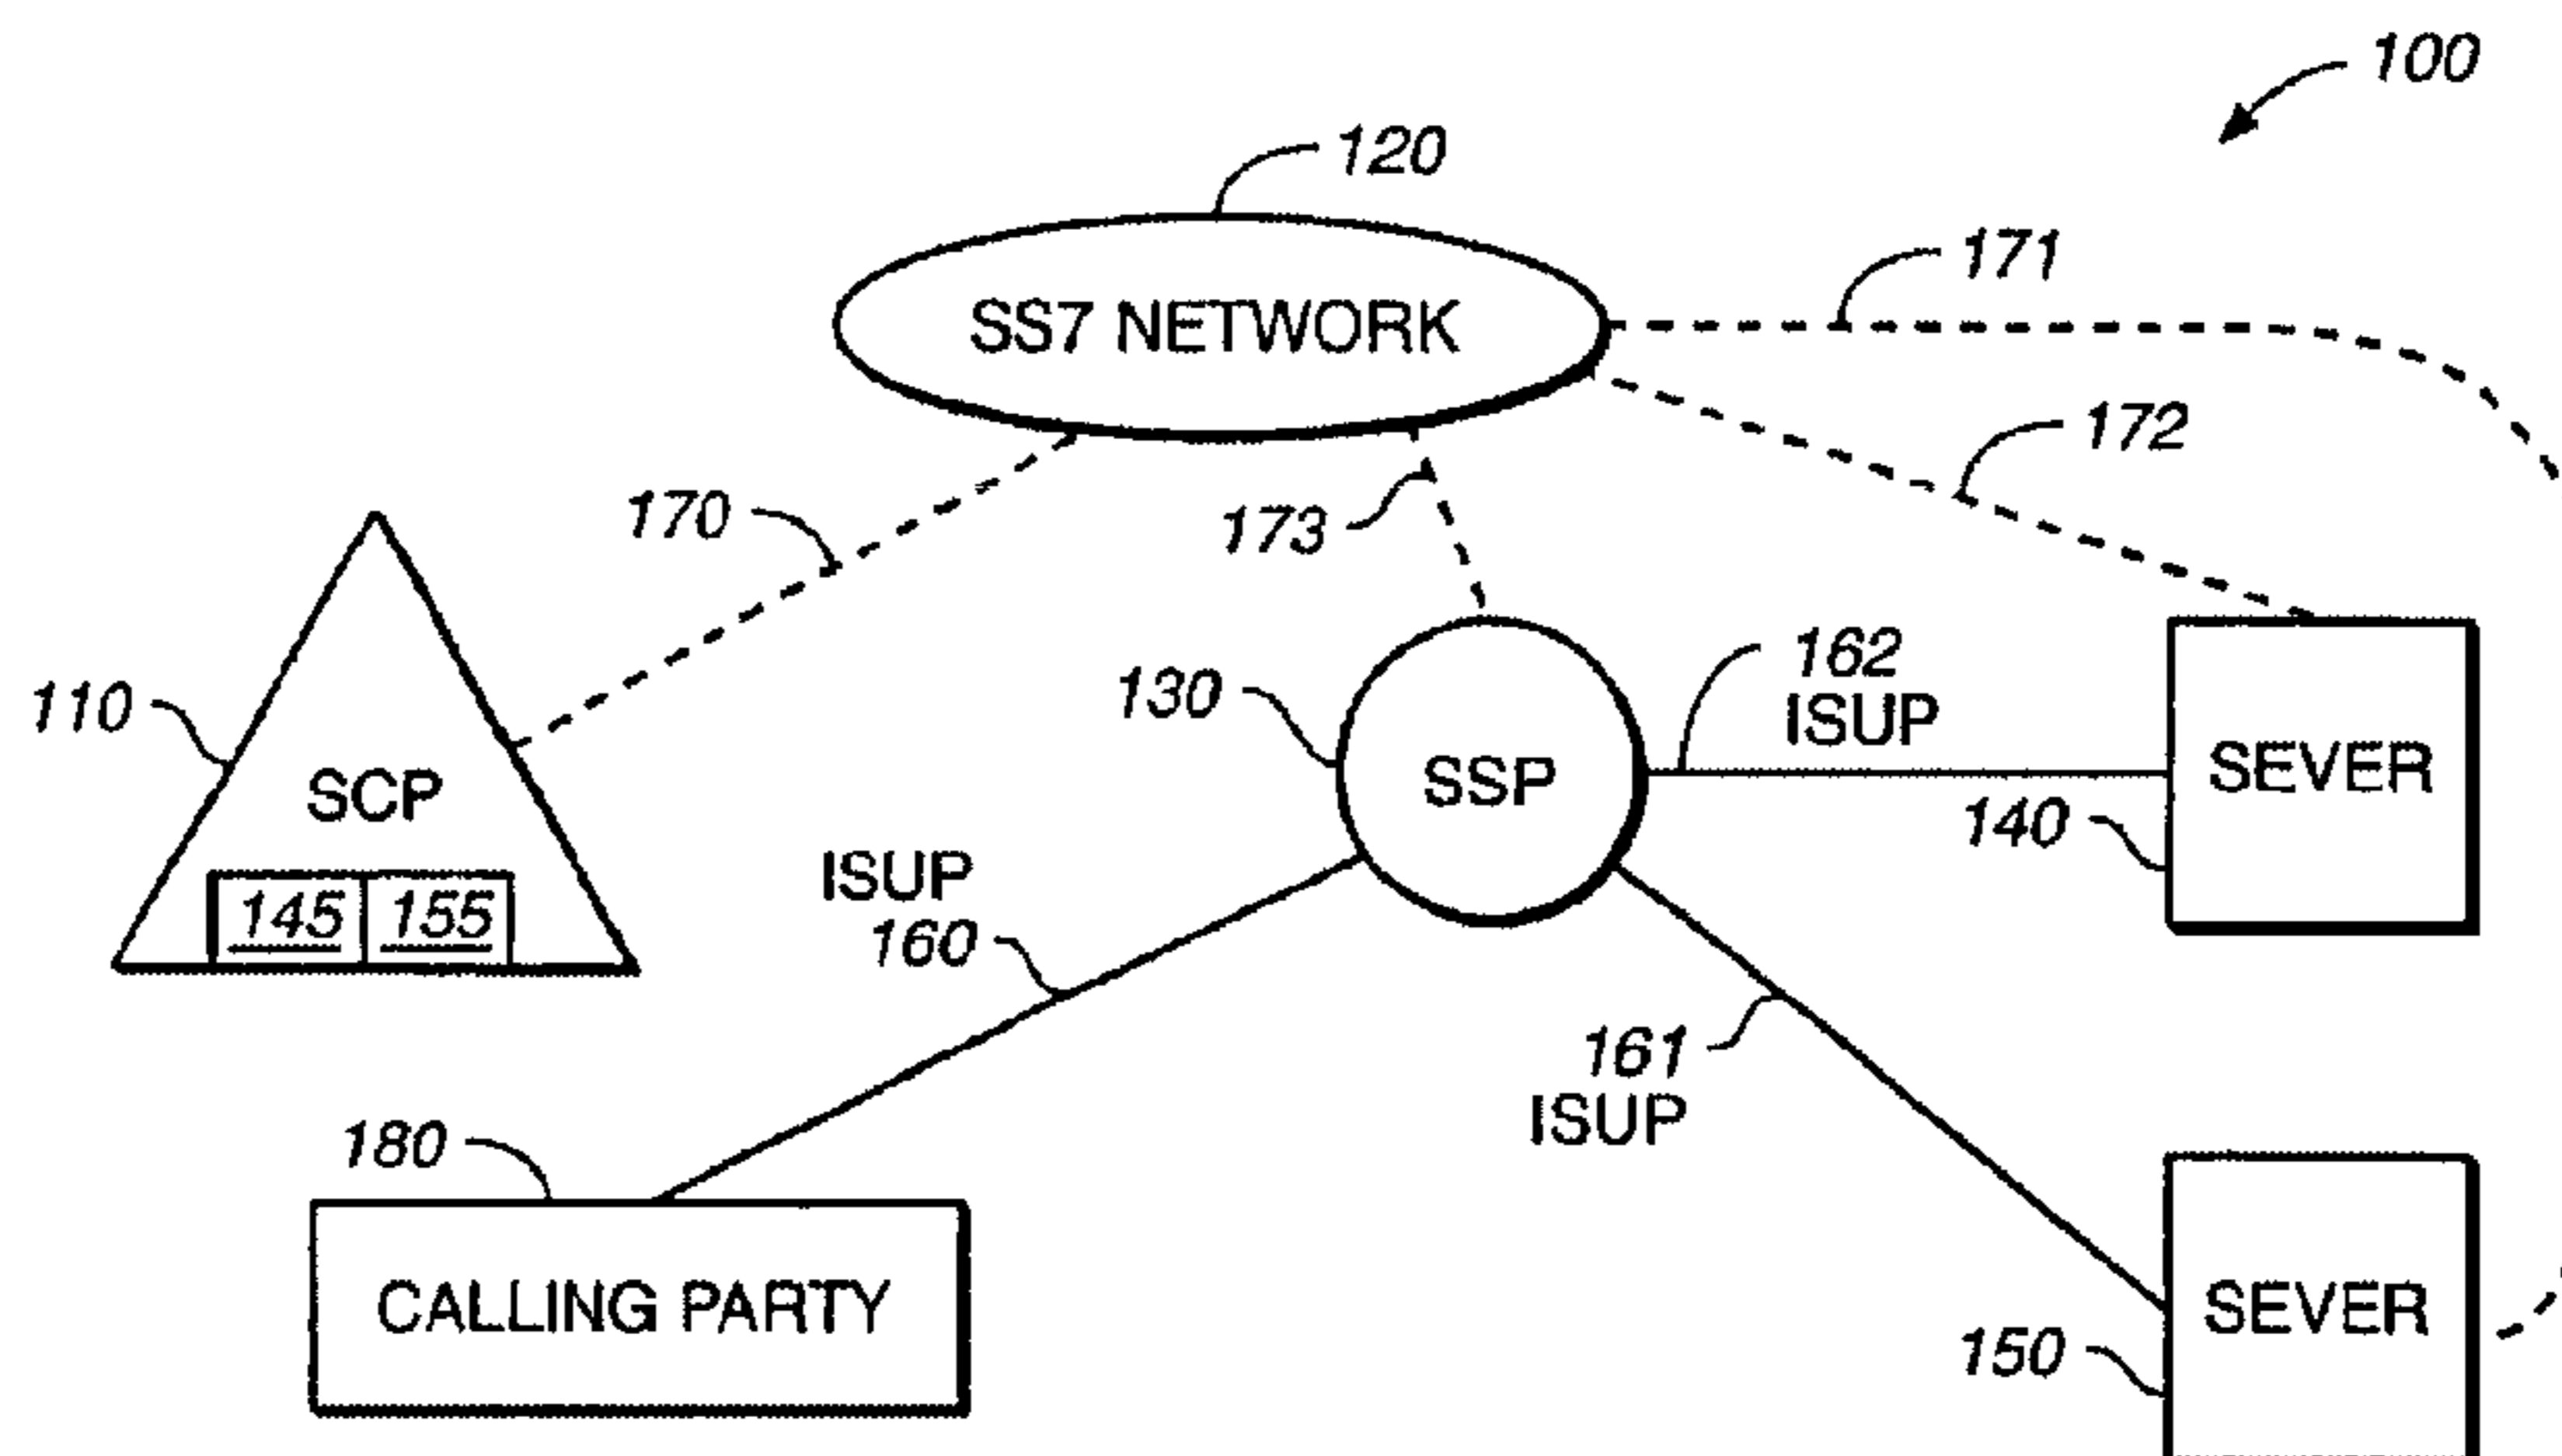 100
120
SS7 NETWORK
171
172
170
173
110
SCP
145 155
130
SSP
162
ISUP
SEVER
140
ISUP
160
161
ISUP
180
CALLING PARTY
SEVER
150